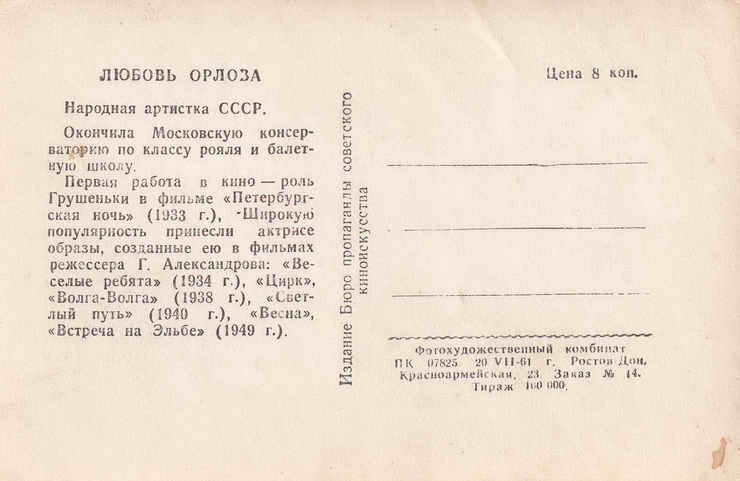 ЛЮБОВЬ ОРЛОЗА
Народная артистка СССР.
Окончила Московскую консер-
ваторию по классу рояля и балет-
ную школу.
Первая работа в кино — роль
Грушеньки в фильме «Петербург-
ская ночь» (1933 г.), Широкую
популярность принесли актрисе
образы, созданные ею в фильмах
режессера Г. Александрова: «Ве-
селые ребята» (1934 г.), «Цирк»,
«Волга-Волга» (1938 г.), «Свет-
лый путь» (1940 г.), «Весна»,
«Встреча на Эльбе» (1949 г.).
Издание Бюро пропаганды советского
киноискусства
Цена 8 коп.
Фотохудожественный комбинат
ПК 07825 20 VII-61 г. Ростов Дон,
Красноармейская, 23 Заказ № 14.
Тираж 100 000.